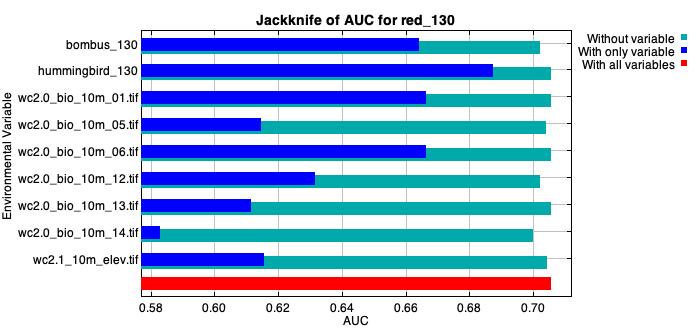 Jackknife of AUC for red_130
Without variable
With only variable
With all variables
Environmental Variable
bombus_130
hummingbird_130
wc2.0_bio_10m_01.tif
wc2.0_bio_10m_05.tif
wc2.0_bio_10m_06.tif
wc2.0_bio_10m_12.tif
wc2.0_bio_10m_13.tif
wc2.0_bio_10m_14.tif
wc2.1_10m_elev.tif
0.58 0.60 0.62 0.64 0.66 0.68 0.70
AUC